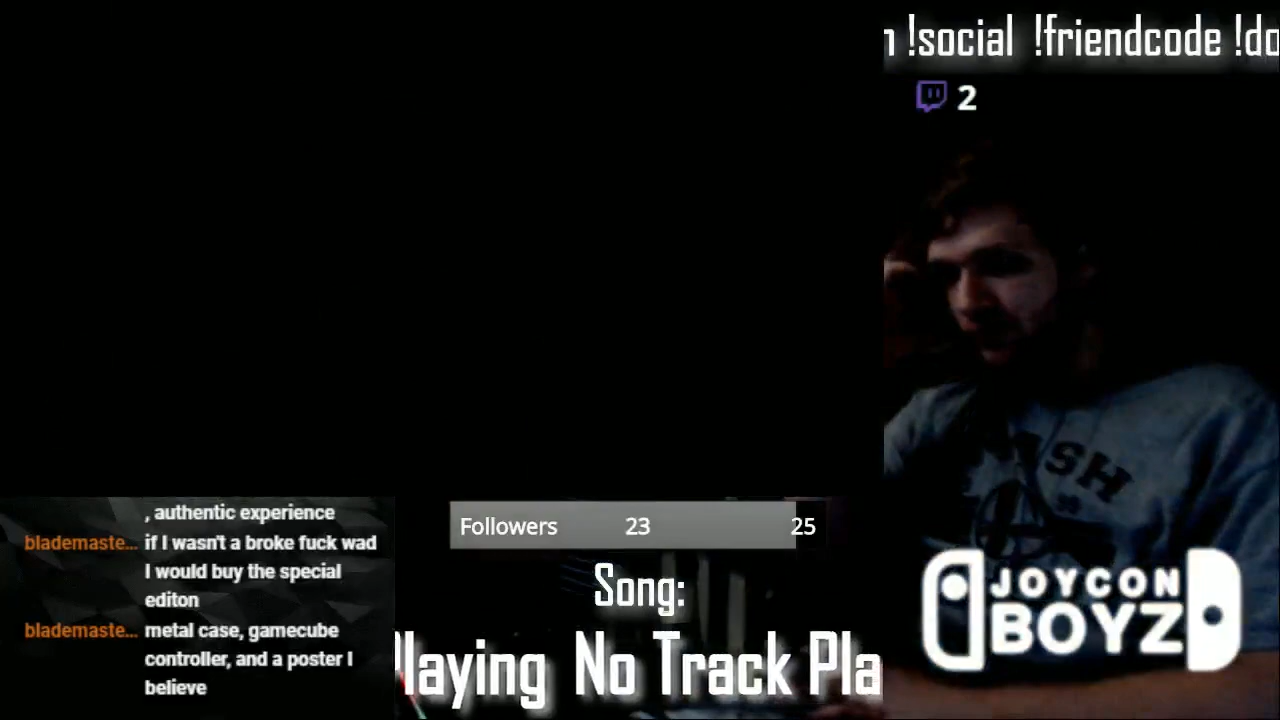 !social !friendcode
2
, authentic experience
blademaste... if I wasn't a broke fuck wad
I would buy the special
editon
blademaste... metal case, gamecube
controller, and a poster I
believe
Followers 23 25
Song:
laying No Track Pla
JOYCON
BOYZ